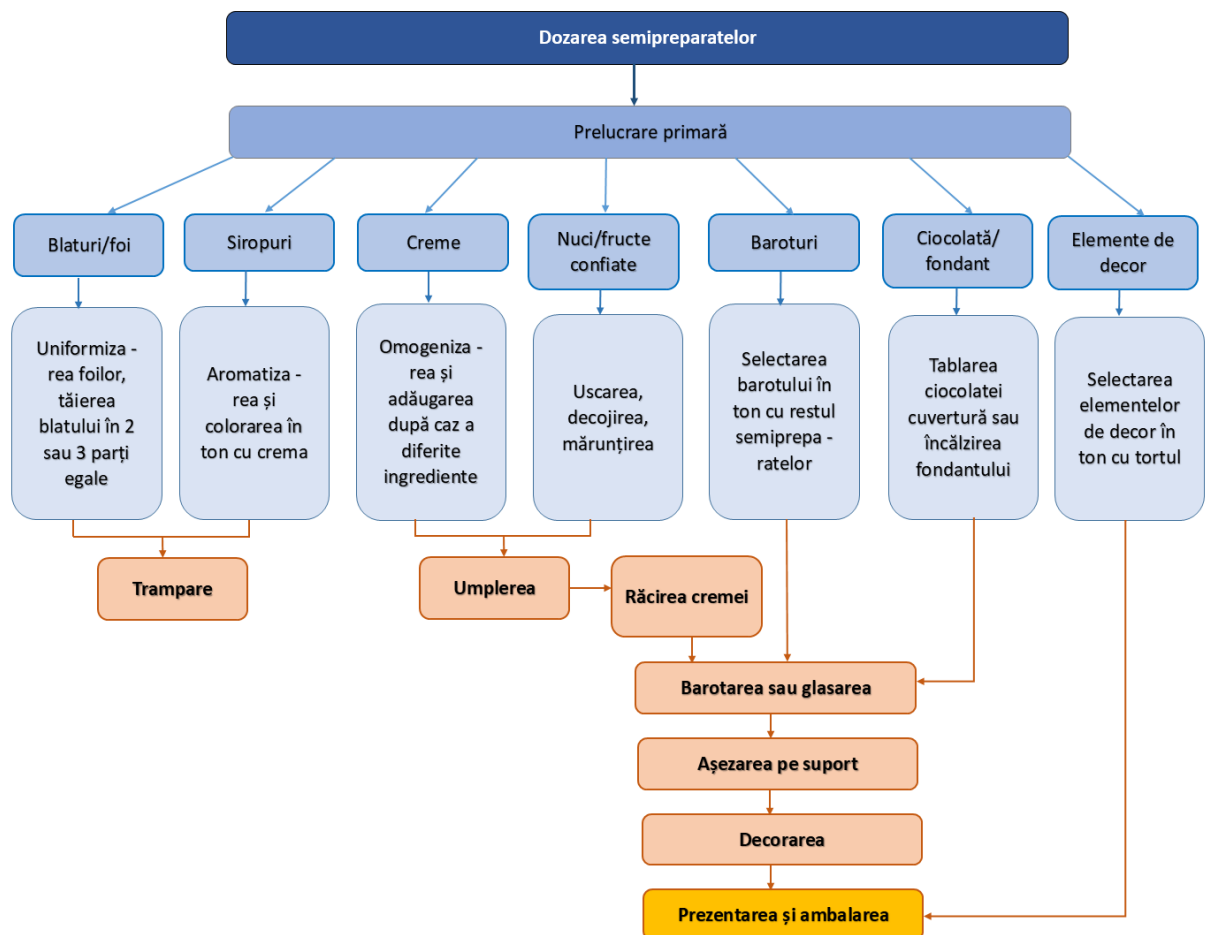 Dozarea semipreparatelor
Prelucrare primară
Blaturi/foi
Siropuri
Creme
Nuci/fructe
confiate
Baroturi
Ciocolată/
fondant
Elemente de
decor
Uniformiza -
rea foilor,
tăierea
blatului în 2
sau 3 parți
egale
Aromatiza -
rea și
colorarea în
ton cu crema
Omogeniza -
rea și
adăugarea
după caz a
diferite
ingrediente
Uscarea,
decojirea,
mărunțirea
Selectarea
barotului în
ton cu restul
semiprepa -
ratelor
Tablarea
ciocolatei
cuvertură sau
încălzirea
fondantului
Selectarea
elementelor
de decor în
ton cu tortul
Trampare
Umplerea
Răcirea cremei
Barotarea sau glasarea
Așezarea pe suport
Decorarea
Prezentarea și ambalarea